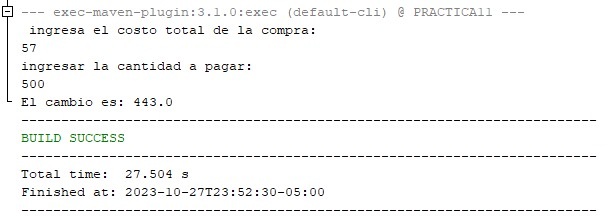 --- exec-maven-plugin:3.1.0:exec (default-cli) @ PRACTICA11 ---
 ingresa el costo total de la compra:
57
ingresar la cantidad a pagar:
500
El cambio es: 443.0
------------------------------------------------------------------------
BUILD SUCCESS
------------------------------------------------------------------------
Total time:  27.504 s
Finished at: 2023-10-27T23:52:30-05:00
------------------------------------------------------------------------